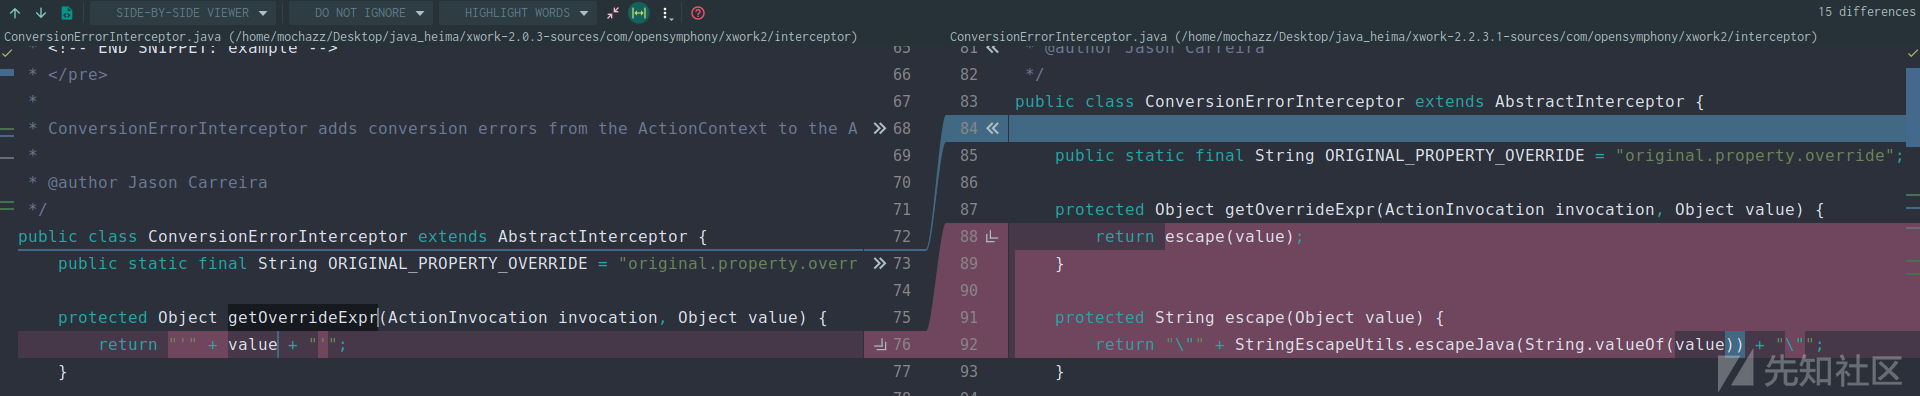 SIDE-BY-SIDE VIEWER DO NOT IGNORE HIGHLIGHT WORDS 15 differences
ConversionErrorInterceptor.java (/home/mochazz/Desktop/java_heima/xwork-2.0.3-sources/com/opensymphony/xwork2/interceptor)
* <!-- END SNIPPET: example --> 65
* </pre> 66
* 67
* ConversionErrorInterceptor adds conversion errors from the ActionContext to the A 68
* 69
* @author Jason Carreira 70
*/ 71
public class ConversionErrorInterceptor extends AbstractInterceptor { 72
public static final String ORIGINAL_PROPERTY_OVERRIDE = "original.property.overr 73
74
protected Object getOverrideExpr(ActionInvocation invocation, Object value) { 75
return "'" + value + "'"; 76
} 77
ConversionErrorInterceptor.java (/home/mochazz/Desktop/java_heima/xwork-2.2.3.1-sources/com/opensymphony/xwork2/interceptor)
81 * @author Jason Carreira
82 */
83 public class ConversionErrorInterceptor extends AbstractInterceptor {
84
85 public static final String ORIGINAL_PROPERTY_OVERRIDE = "original.property.override";
86
87 protected Object getOverrideExpr(ActionInvocation invocation, Object value) {
88 return escape(value);
89 }
90
91 protected String escape(Object value) {
92 return "\"" + StringEscapeUtils.escapeJava(String.valueOf(value)) + "\"";
93 }
先知社区